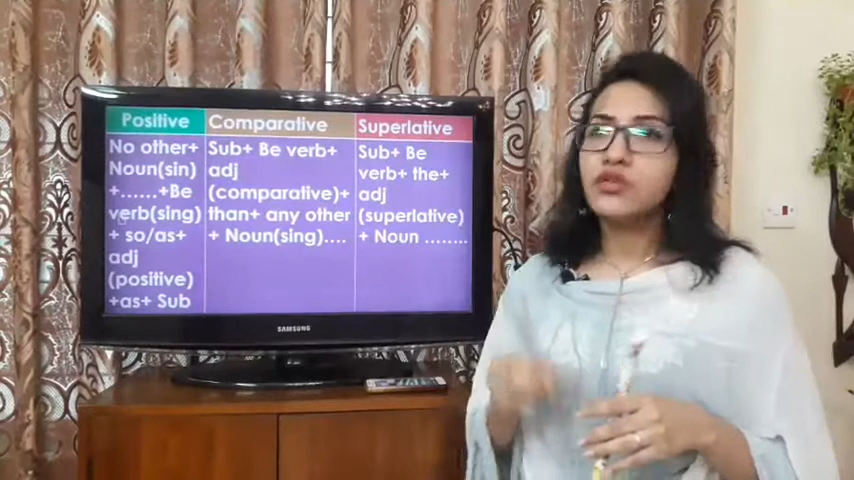 Positive
No other+
Noun(sin)
+......+Be
verb(sing)
+ so/as+
adj
(positive)
+as+ Sub
Comparative
Sub+ BE verb+
adj
(comparative)+
than+ any other
+ Noun(sing)....
Superlative
Sub+ Be
verb+ the+
adj
(superlative)
+ Noun .......
SAMSUNG